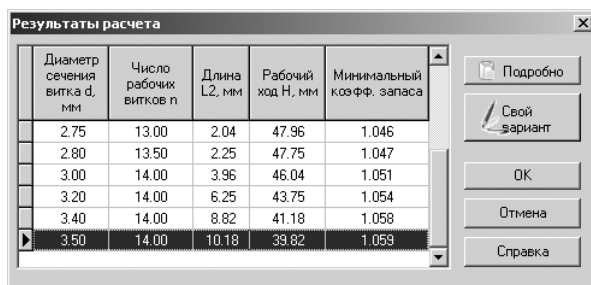 Результаты расчета
Диаметр сечения витка d, мм Число рабочих витков n Длина L2, мм Рабочий ход H, мм Минимальный коэфф. запаса
2.75 13.00 2.04 47.96 1.046
2.80 13.50 2.25 47.75 1.047
3.00 14.00 3.96 46.04 1.051
3.20 14.00 6.25 43.75 1.054
3.40 14.00 8.82 41.18 1.058
3.50 14.00 10.18 39.82 1.059
Подробно
Свой
вариант
OK
Отмена
Справка